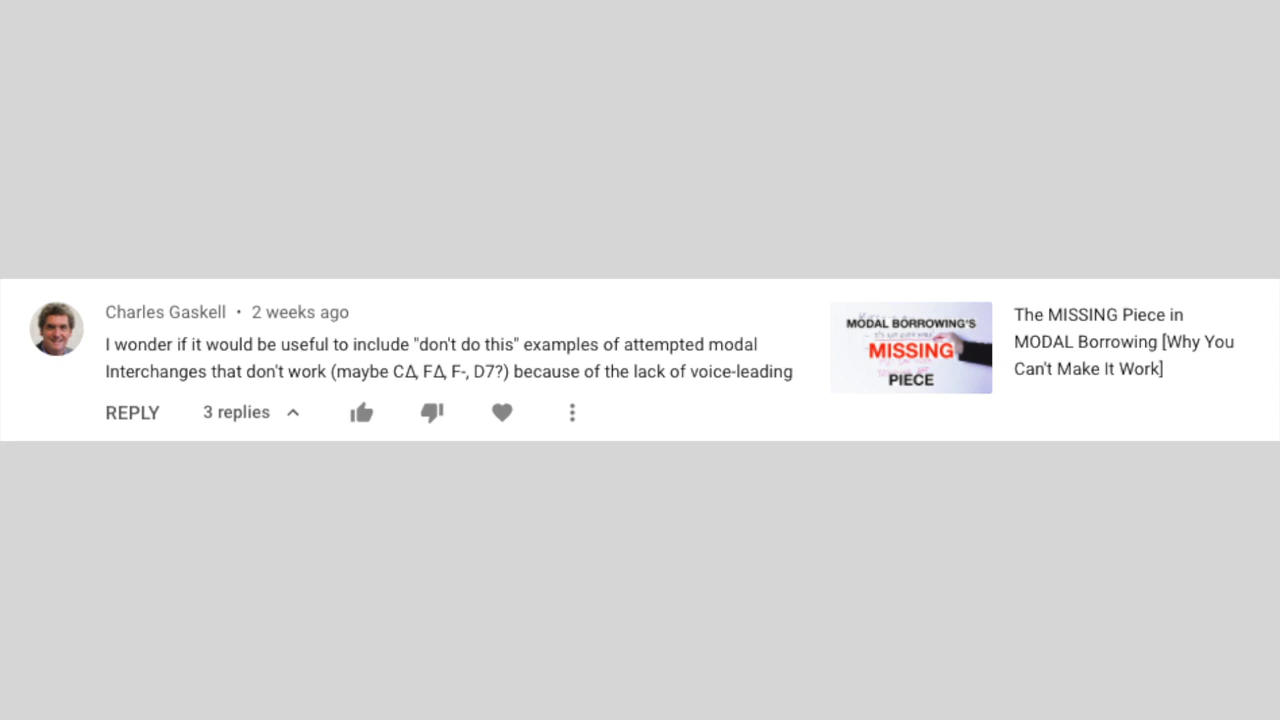 Charles Gaskell • 2 weeks ago
I wonder if it would be useful to include "don't do this" examples of attempted modal
Interchanges that don't work (maybe CΔ, FΔ, F-, D7?) because of the lack of voice-leading
REPLY 3 replies
MODAL BORROWING'S
MISSING
PIECE
The MISSING Piece in
MODAL Borrowing [Why You
Can't Make It Work]